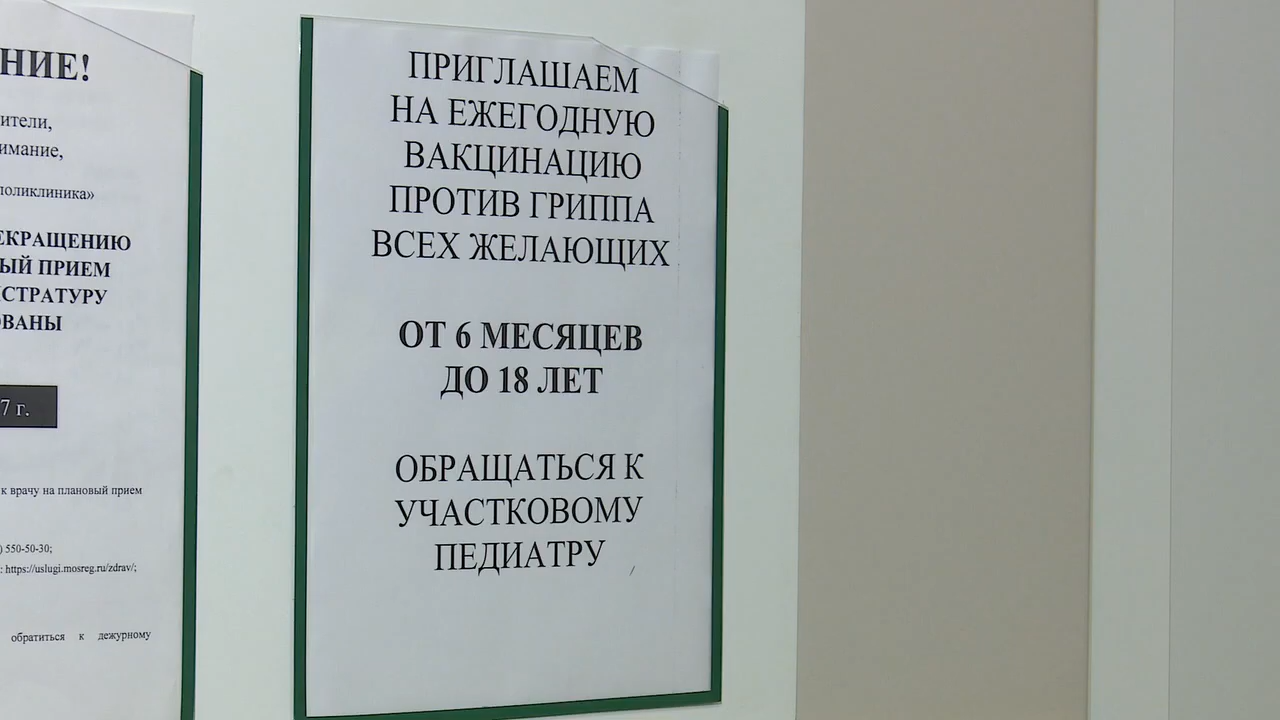 ПРИГЛАШАЕМ
НА ЕЖЕГОДНУЮ
ВАКЦИНАЦИЮ
ПРОТИВ ГРИППА
ВСЕХ ЖЕЛАЮЩИХ
ОТ 6 МЕСЯЦЕВ
ДО 18 ЛЕТ
ОБРАЩАТЬСЯ К
УЧАСТКОВОМУ
ПЕДИАТРУ
НИЕ!
ители,
имание,
поликлиника»
ЕКРАЩЕНИЮ
ЫЙ ПРИЕМ
СТРАТУРУ
ОВАНЫ
7 г.
к врачу на плановый прием
) 550-50-30;
: https://uslugi.mosreg.ru/zdrav/;
обратиться к дежурному